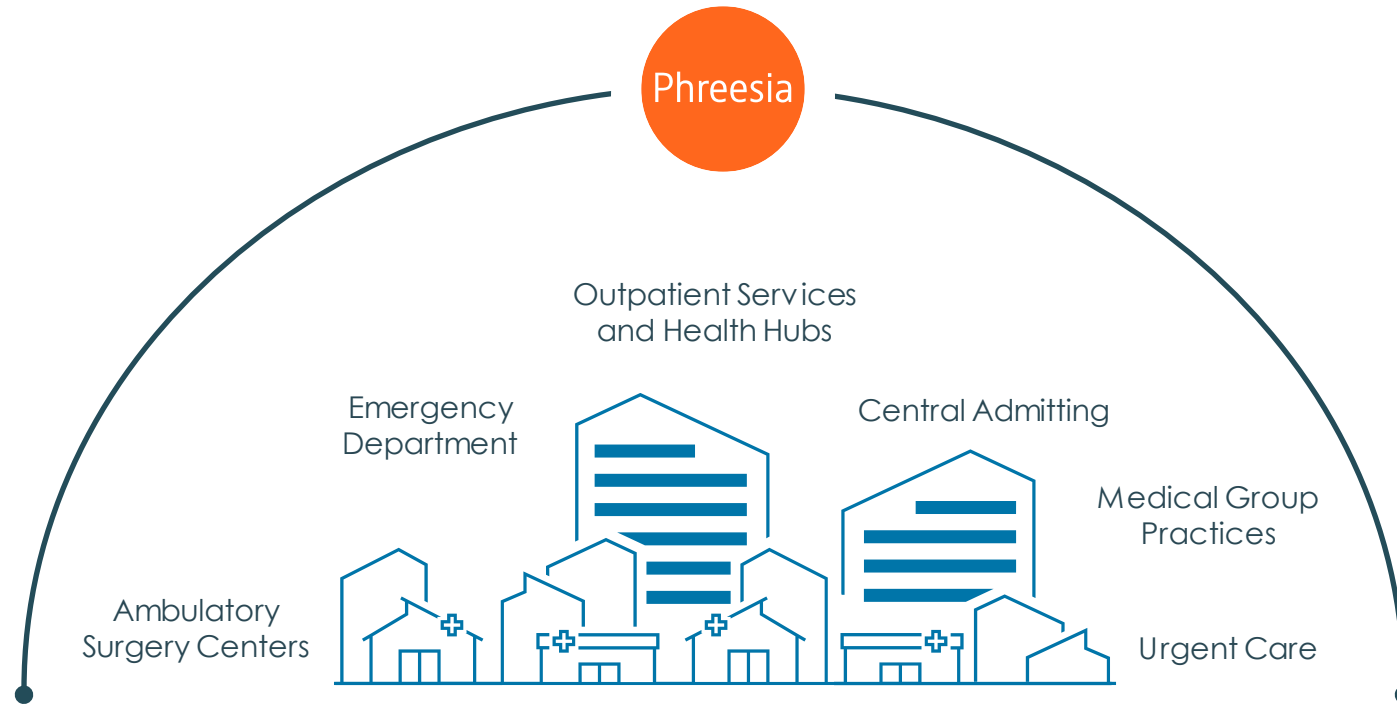 Phreesia
Outpatient Services
and Health Hubs
Emergency
Department
Central Admitting
Medical Group
Practices
Ambulatory
Surgery Centers
Urgent Care